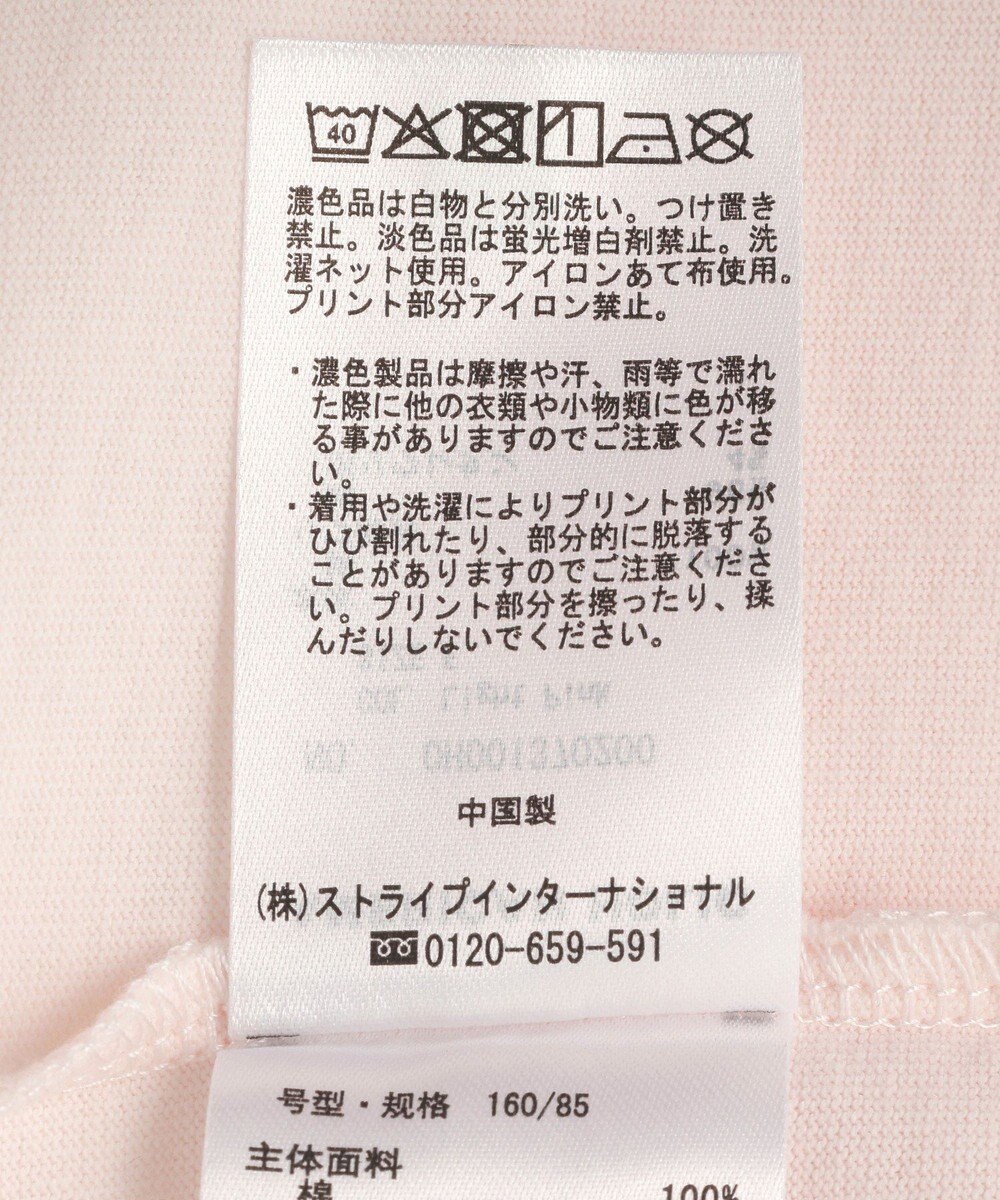 40
濃色品は白物と分別洗い。つけ置き
禁止。淡色品は蛍光増白剤禁止。洗
濯ネット使用。アイロンあて布使用。
プリント部分アイロン禁止。
・濃色製品は摩擦や汗、雨等で濡れ
た際に他の衣類や小物類に色が移
る事がありますのでご注意くださ
い。
・着用や洗濯によりプリント部分が
ひび割れたり、部分的に脱落する
ことがありますのでご注意くださ
い。プリント部分を擦ったり、揉
んだりしないでください。
COL Light Pink
NO. 0H001370200
中国製
(株)ストライプインターナショナル
0120-659-591
号型・规格 160/85
主体面料
棉 100%